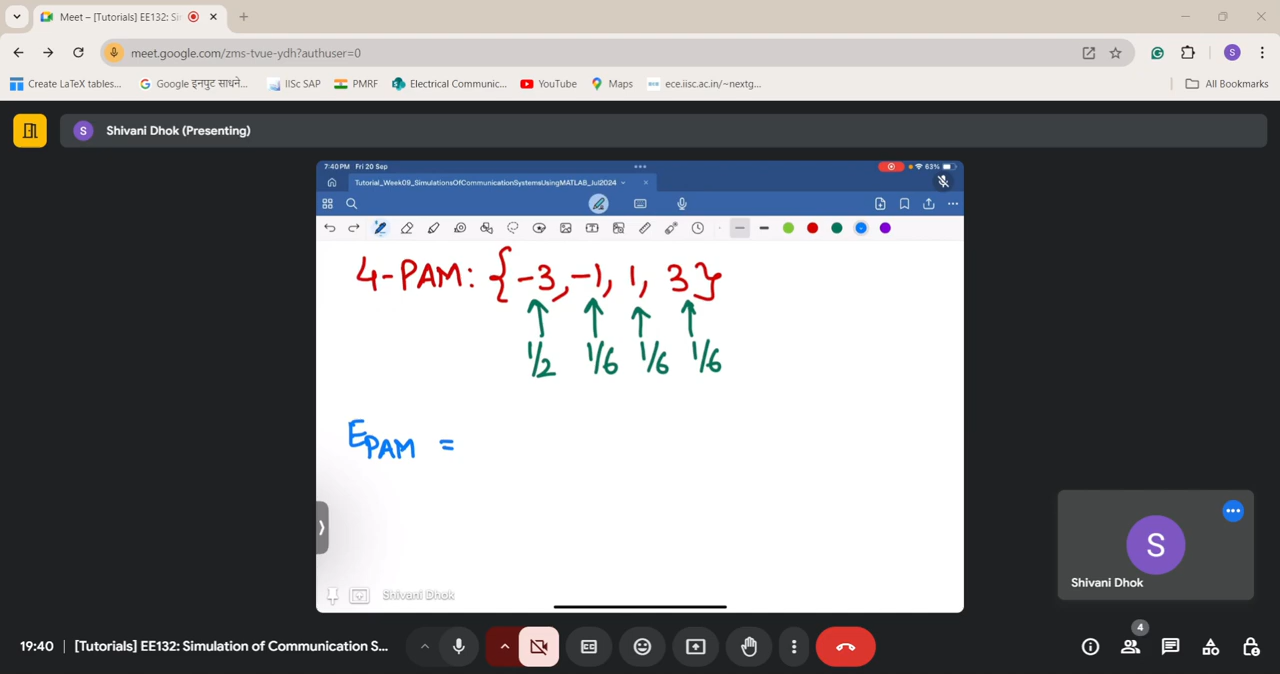 Meet – [Tutorials] EE132: Si
meet.google.com/zms-tvue-ydh?authuser=0
S
Create LaTeX tables... Google इनपुट साधने... IISc SAP PMRF Electrical Communic... YouTube Maps ece.iisc.ac.in/~nextg... All Bookmarks
S Shivani Dhok (Presenting)
7:40 PM Fri 20 Sep 63%
Tutorial_Week09_SimulationsOfCommunicationSystemsUsingMATLAB_Jul2024
4-PAM: { -3, -1, 1, 3 }
1/2 1/6 1/6 1/6
E_PAM =
S
Shivani Dhok
Shivani Dhok
4
19:40 | [Tutorials] EE132: Simulation of Communication S...